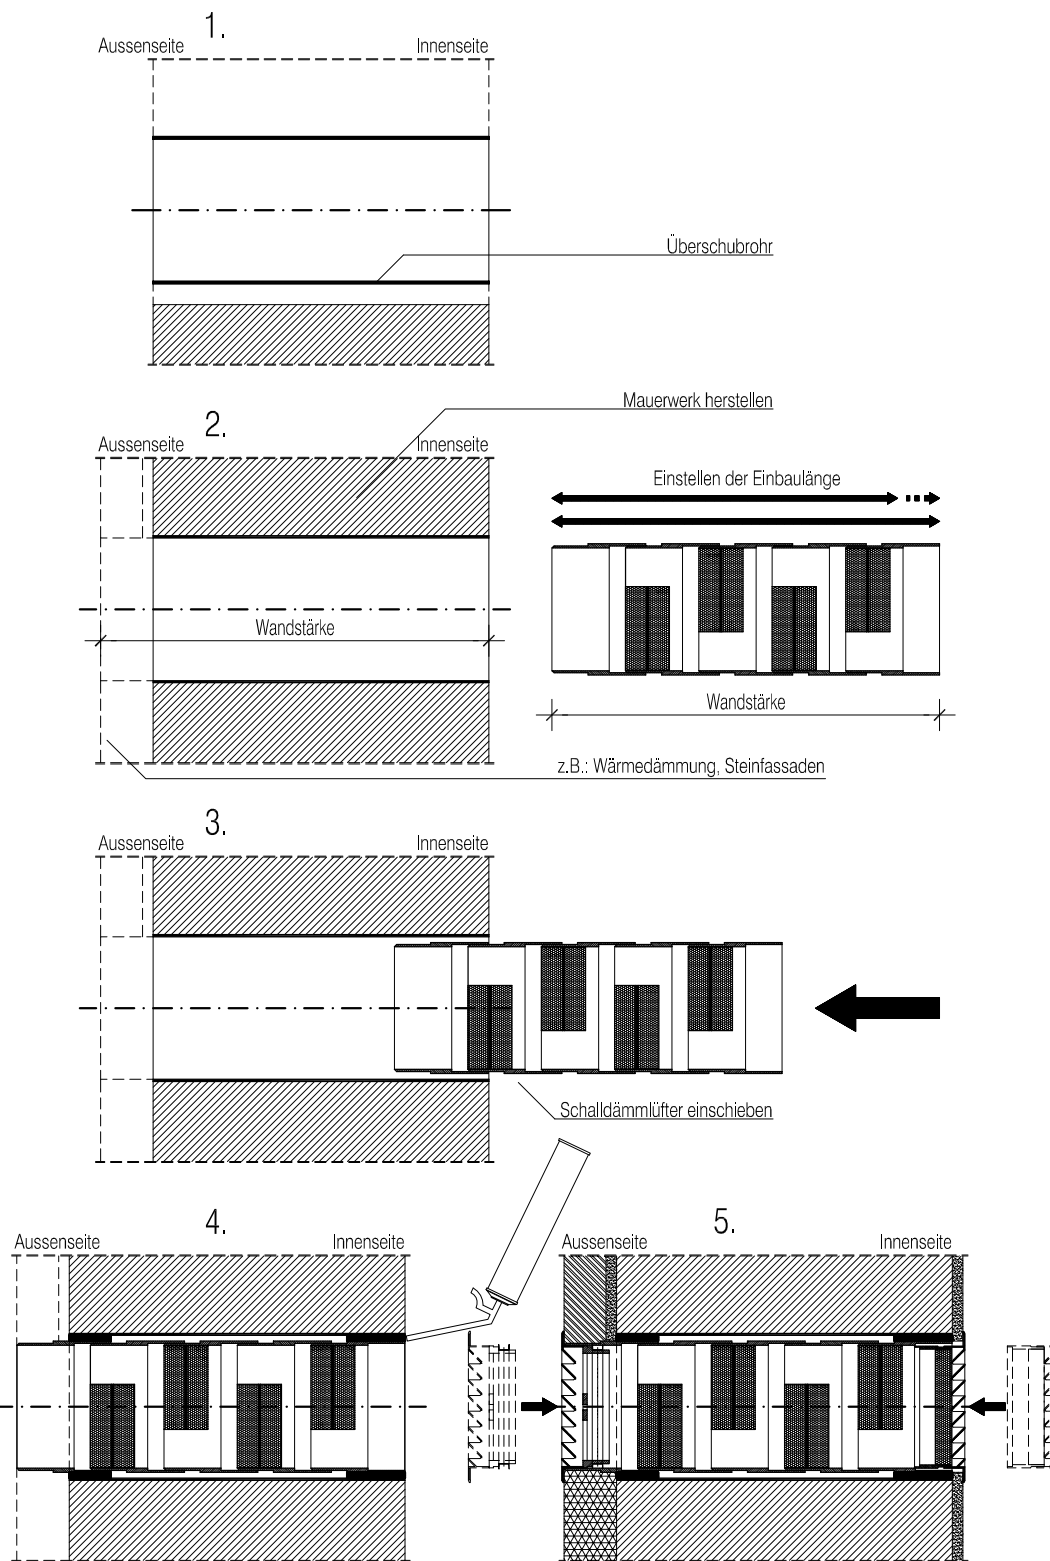 1.
Aussenseite
Innenseite
Überschubrohr
Mauerwerk herstellen
2.
Aussenseite
Innenseite
Einstellen der Einbaulänge
Wandstärke
Wandstärke
z.B.: Wärmedämmung, Steinfassaden
3.
Aussenseite
Innenseite
Schalldämmlüfter einschieben
4.
Aussenseite
Innenseite
5.
Aussenseite
Innenseite